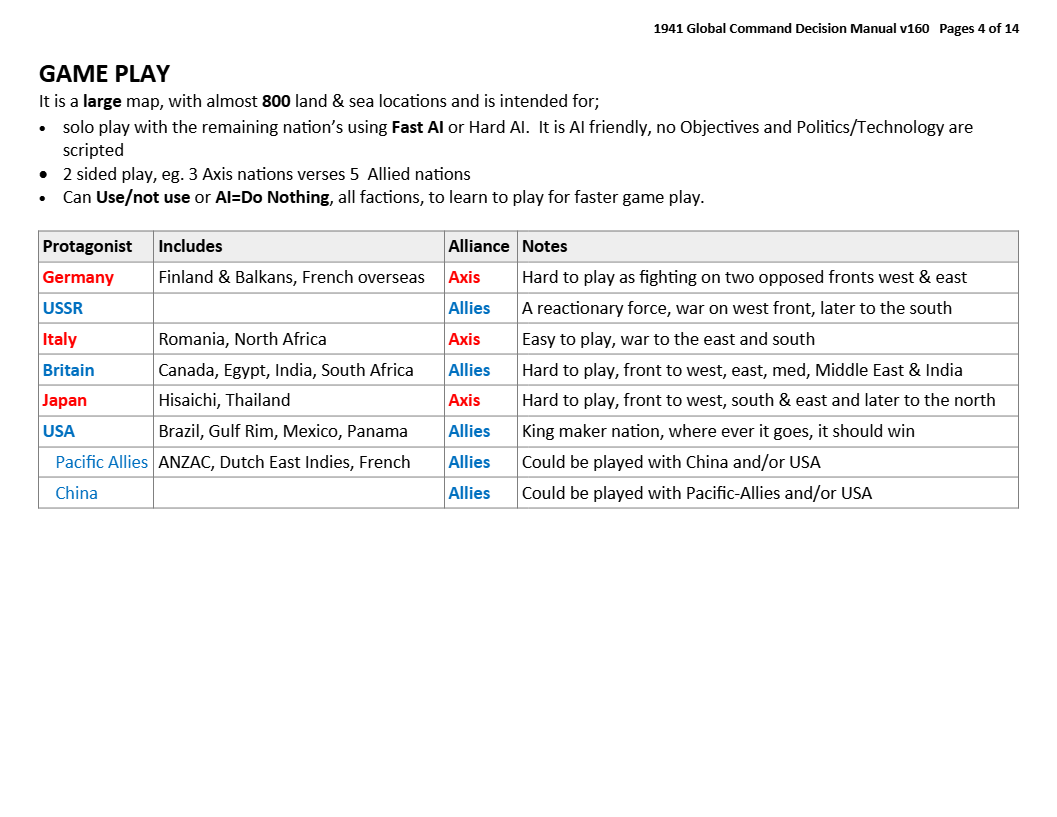 1941 Global Command Decision Manual v160 Pages 4 of 14
GAME PLAY
It is a large map, with almost 800 land & sea locations and is intended for;
• solo play with the remaining nation's using Fast AI or Hard AI. It is AI friendly, no Objectives and Politics/Technology are
scripted
• 2 sided play, eg. 3 Axis nations verses 5 Allied nations
• Can Use/not use or AI=Do Nothing, all factions, to learn to play for faster game play.
Protagonist Includes Alliance Notes
Germany Finland & Balkans, French overseas Axis Hard to play as fighting on two opposed fronts west & east
USSR Allies A reactionary force, war on west front, later to the south
Italy Romania, North Africa Axis Easy to play, war to the east and south
Britain Canada, Egypt, India, South Africa Allies Hard to play, front to west, east, med, Middle East & India
Japan Hisaichi, Thailand Axis Hard to play, front to west, south & east and later to the north
USA Brazil, Gulf Rim, Mexico, Panama Allies King maker nation, where ever it goes, it should win
Pacific Allies ANZAC, Dutch East Indies, French Allies Could be played with China and/or USA
China Allies Could be played with Pacific-Allies and/or USA